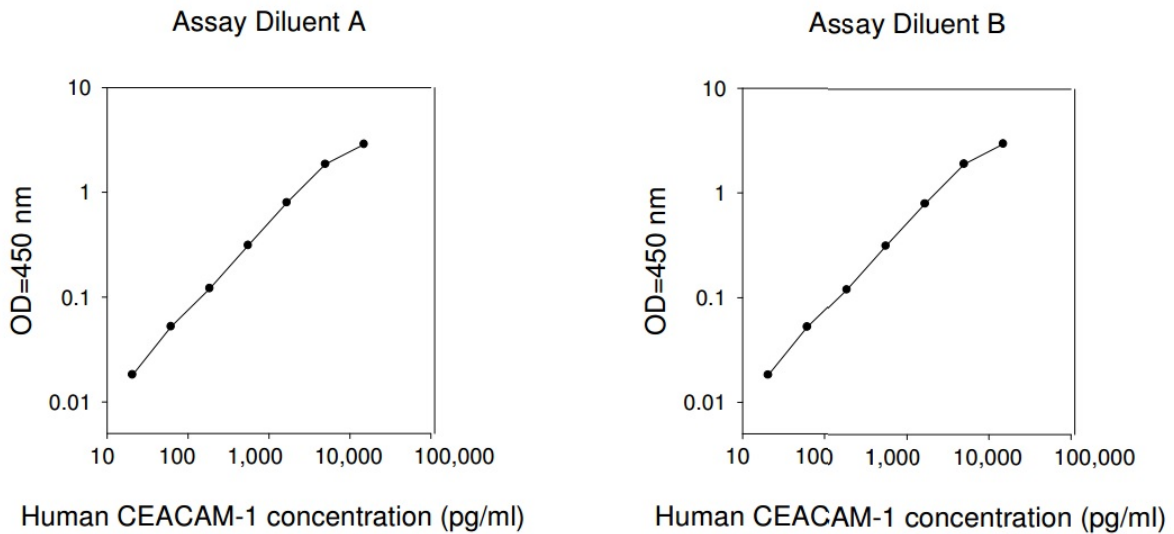 Assay Diluent A
10
1
0.1
0.01
OD=450 nm
10 100 1,000 10,000 100,000
Human CEACAM-1 concentration (pg/ml)
Assay Diluent B
10
1
0.1
0.01
OD=450 nm
10 100 1,000 10,000 100,000
Human CEACAM-1 concentration (pg/ml)